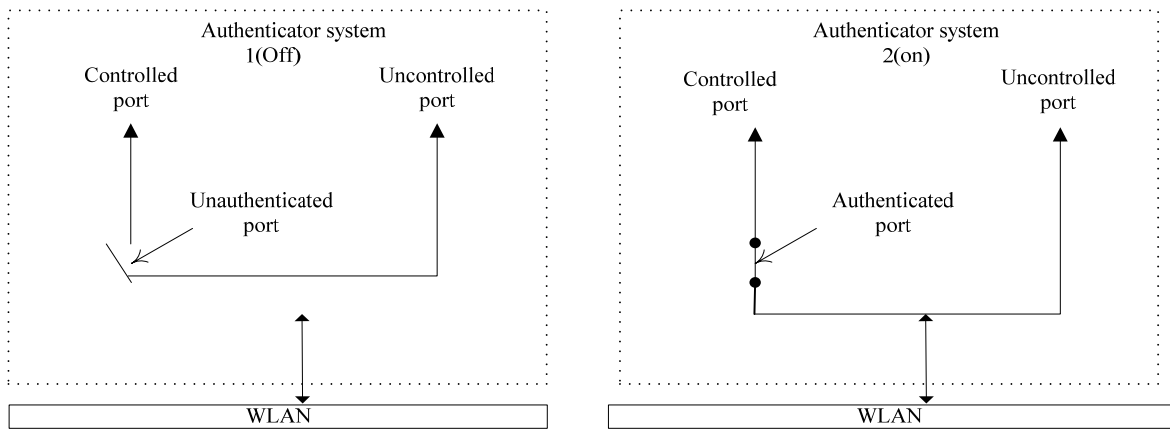 Authenticator system
1(Off)
Controlled
port
Uncontrolled
port
Unauthenticated
port
WLAN
Authenticator system
2(on)
Controlled
port
Uncontrolled
port
Authenticated
port
WLAN